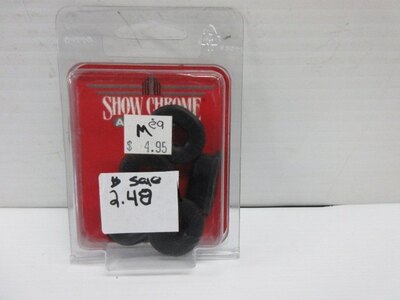 SHOW CHROME
A
M
$ 4.95
$ Sale
2.48